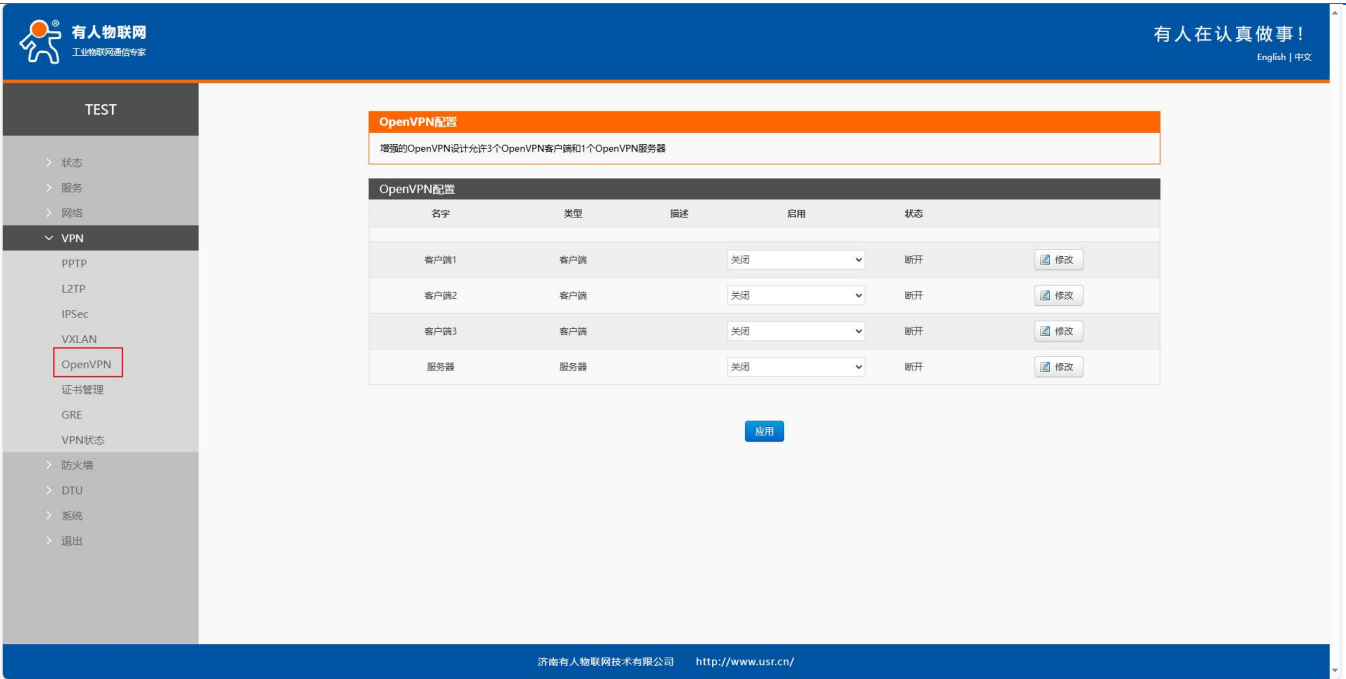 有人物联网
工业物联网通信专家
有人在认真做事！
English | 中文
TEST
状态
服务
网络
VPN
PPTP
L2TP
IPSec
VXLAN
OpenVPN
证书管理
GRE
VPN状态
防火墙
DTU
系统
退出
OpenVPN配置
增强的OpenVPN设计允许3个OpenVPN客户端和1个OpenVPN服务器
OpenVPN配置
名字 类型 描述 启用 状态
客户端1 客户端 关闭 断开 修改
客户端2 客户端 关闭 断开 修改
客户端3 客户端 关闭 断开 修改
服务器 服务器 关闭 断开 修改
应用
济南有人物联网技术有限公司 http://www.usr.cn/